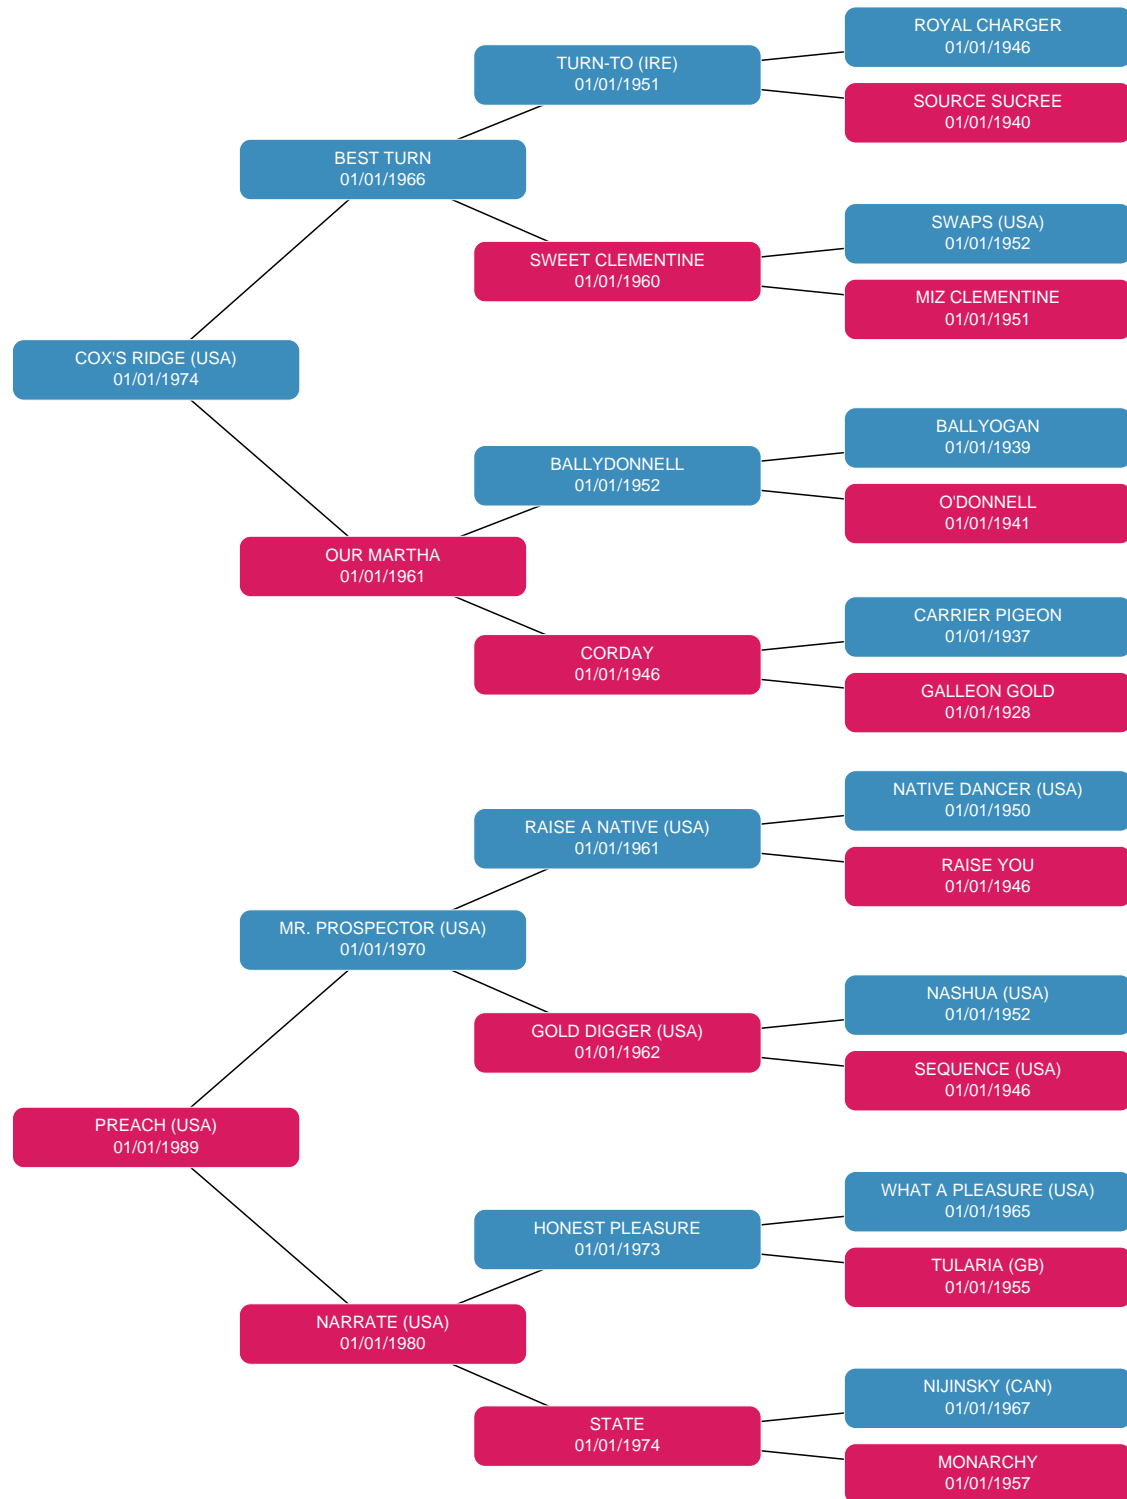 ROYAL CHARGER
01/01/1946
TURN-TO (IRE)
01/01/1951
SOURCE SUCREE
01/01/1940
BEST TURN
01/01/1966
SWAPS (USA)
01/01/1952
SWEET CLEMENTINE
01/01/1960
MIZ CLEMENTINE
01/01/1951
COX'S RIDGE (USA)
01/01/1974
BALLYOGAN
01/01/1939
BALLYDONNELL
01/01/1952
O'DONNELL
01/01/1941
OUR MARTHA
01/01/1961
CARRIER PIGEON
01/01/1937
CORDAY
01/01/1946
GALLEON GOLD
01/01/1928
NATIVE DANCER (USA)
01/01/1950
RAISE A NATIVE (USA)
01/01/1961
RAISE YOU
01/01/1946
MR. PROSPECTOR (USA)
01/01/1970
NASHUA (USA)
01/01/1952
GOLD DIGGER (USA)
01/01/1962
SEQUENCE (USA)
01/01/1946
PREACH (USA)
01/01/1989
WHAT A PLEASURE (USA)
01/01/1965
HONEST PLEASURE
01/01/1973
TULARIA (GB)
01/01/1955
NARRATE (USA)
01/01/1980
NIJINSKY (CAN)
01/01/1967
STATE
01/01/1974
MONARCHY
01/01/1957